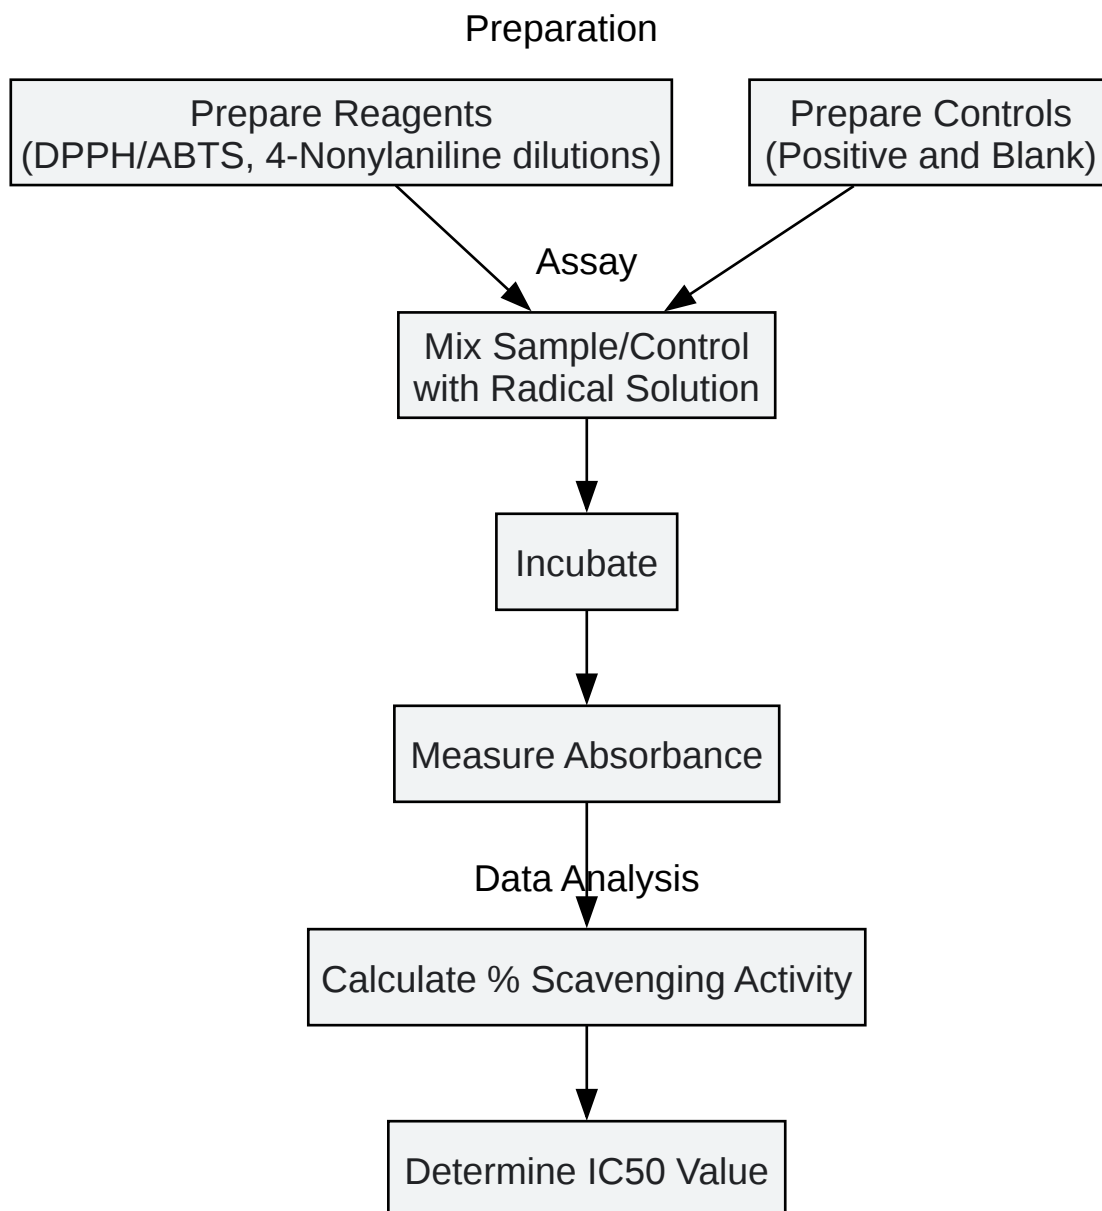 Preparation
Prepare Reagents
(DPPH/ABTS, 4-Nonylaniline dilutions)
Prepare Controls
(Positive and Blank)
Assay
Mix Sample/Control
with Radical Solution
Incubate
Measure Absorbance
Data Analysis
Calculate % Scavenging Activity
Determine IC50 Value